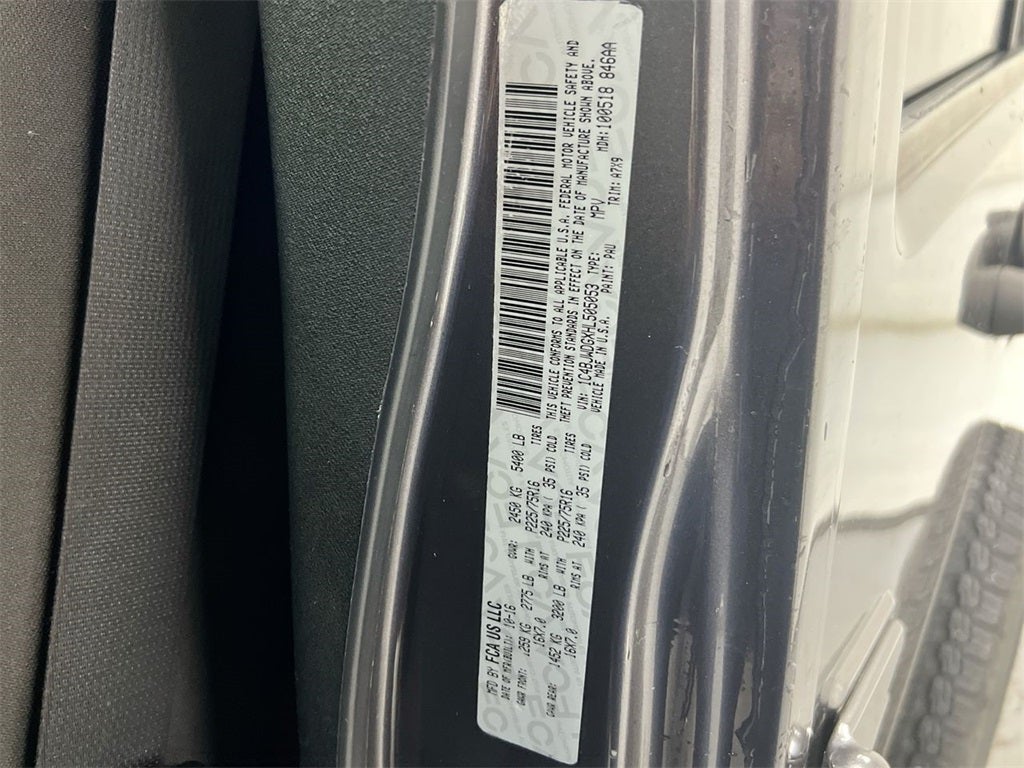 MFD BY FCA US LLC
DATE OF MFR(BUILT): 10-16 GVWR: 2450 KG 5400 LB
GAWR FRONT: 1259 KG 2775 LB WITH P225/75R16 TIRES
16X7.0 RIMS AT 240 KPA ( 35 PSI) COLD
GAWR REAR: 1452 KG 3200 LB WITH P225/75R16 TIRES
16X7.0 RIMS AT 240 KPA ( 35 PSI) COLD
THIS VEHICLE CONFORMS TO ALL APPLICABLE U.S.A. FEDERAL MOTOR VEHICLE SAFETY AND
THEFT PREVENTION STANDARDS IN EFFECT ON THE DATE OF MANUFACTURE SHOWN ABOVE.
VIN: 1C4BJWDGXHL505053 TYPE: MPV MDH: 100518 846AA
VEHICLE MADE IN U.S.A. PAINT: PAU TRIM: A7X9